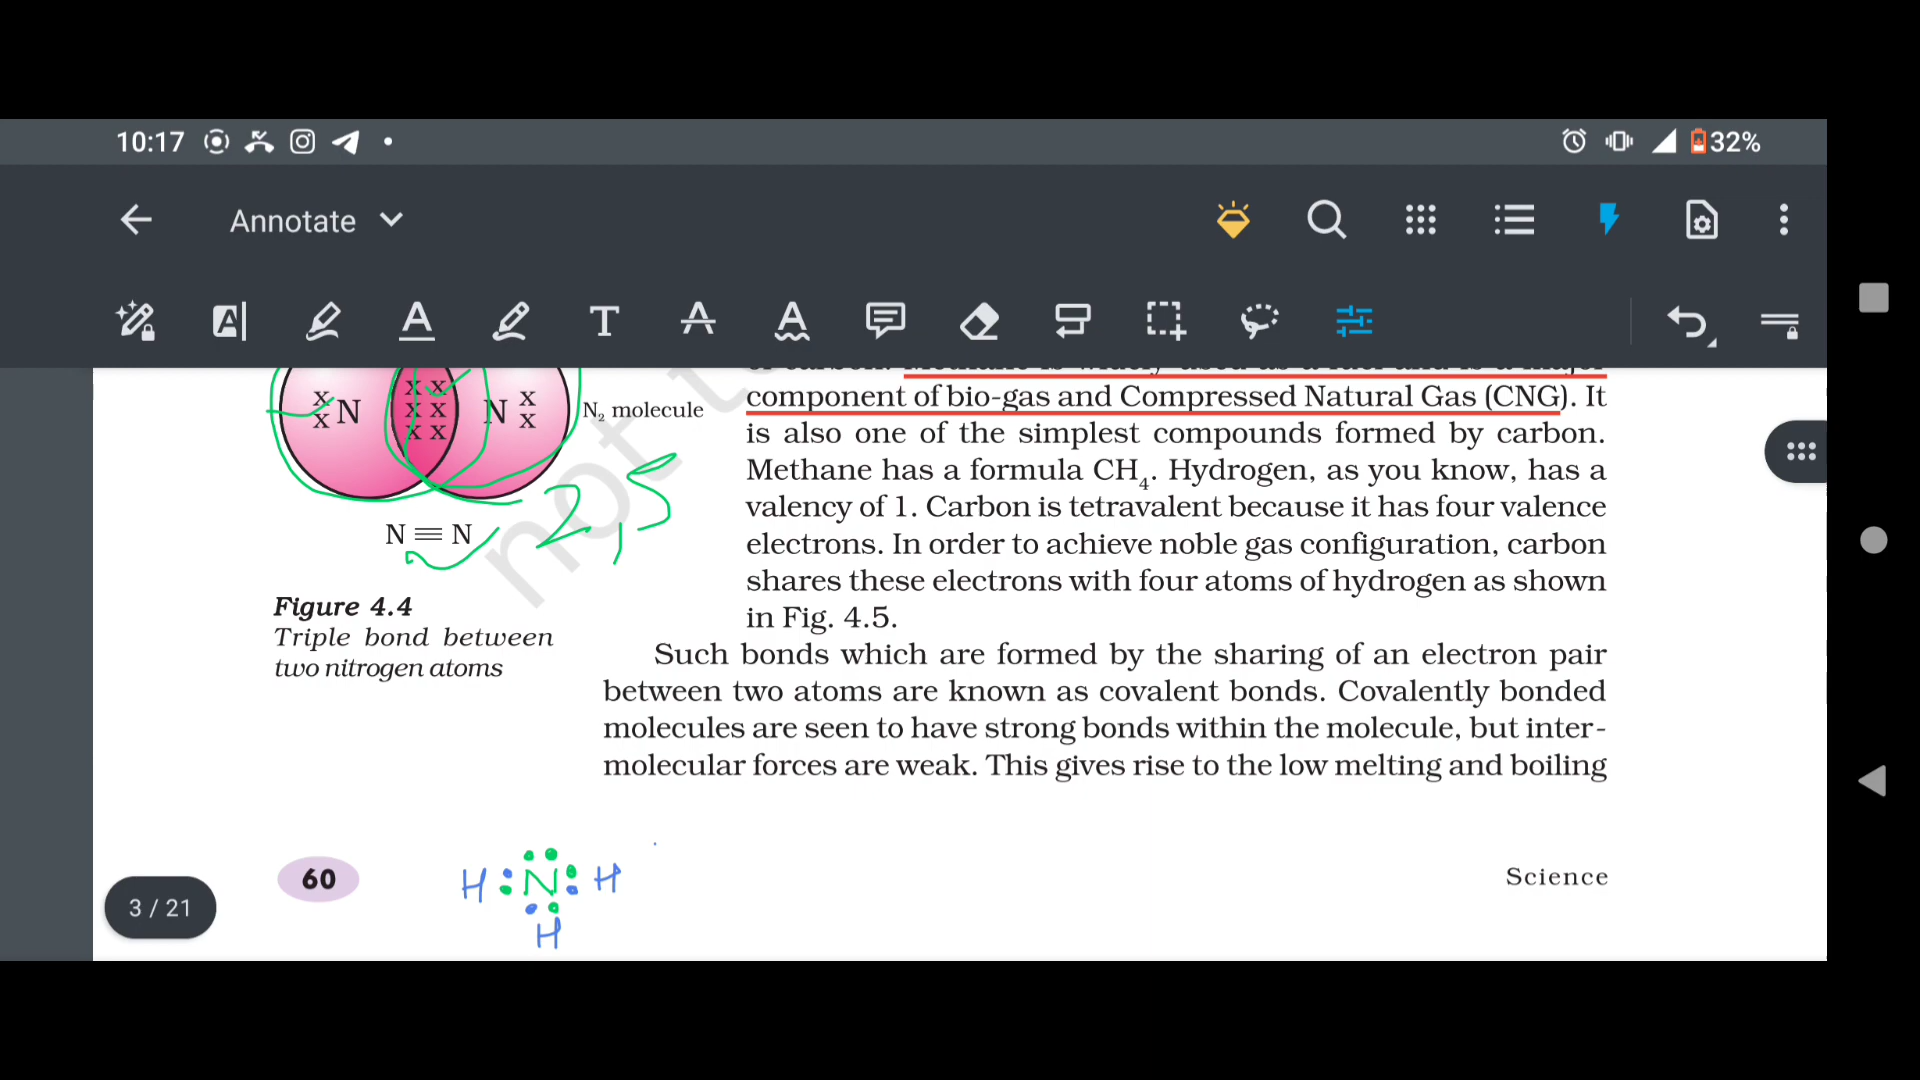 10:17
32%
Annotate
x x x x N x x x x N x x
N₂ molecule
component of bio-gas and Compressed Natural Gas (CNG). It
is also one of the simplest compounds formed by carbon.
Methane has a formula CH₄. Hydrogen, as you know, has a
valency of 1. Carbon is tetravalent because it has four valence
electrons. In order to achieve noble gas configuration, carbon
shares these electrons with four atoms of hydrogen as shown
in Fig. 4.5.
2,5
N ≡ N
not t
Figure 4.4
Triple bond between
two nitrogen atoms
Such bonds which are formed by the sharing of an electron pair
between two atoms are known as covalent bonds. Covalently bonded
molecules are seen to have strong bonds within the molecule, but inter-
molecular forces are weak. This gives rise to the low melting and boiling
60
H : N : H
H
Science
3 / 21